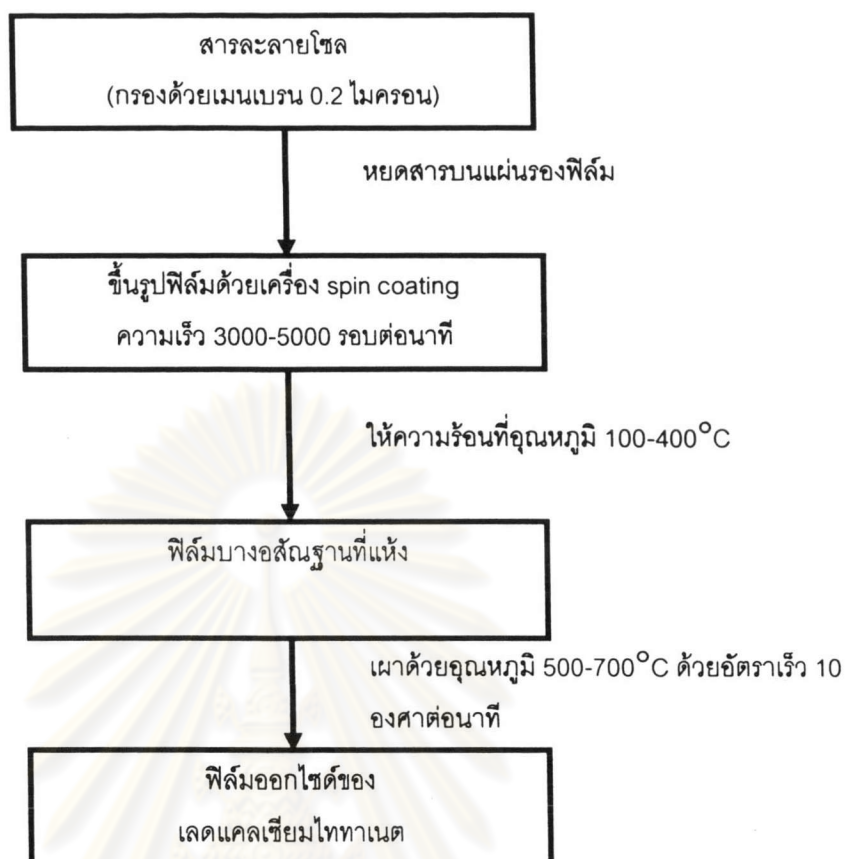 สารละลายโซล
(กรองด้วยเมนเบรน 0.2 ไมครอน)
หยดสารบนแผ่นรองฟิล์ม
ขึ้นรูปฟิล์มด้วยเครื่อง spin coating
ความเร็ว 3000-5000 รอบต่อนาที
ให้ความร้อนที่อุณหภูมิ 100-400°C
ฟิล์มบางอสัณฐานที่แห้ง
เผาด้วยอุณหภูมิ 500-700°C ด้วยอัตราเร็ว 10
องศาต่อนาที
ฟิล์มออกไซด์ของ
เลดแคลเซียมไททาเนต